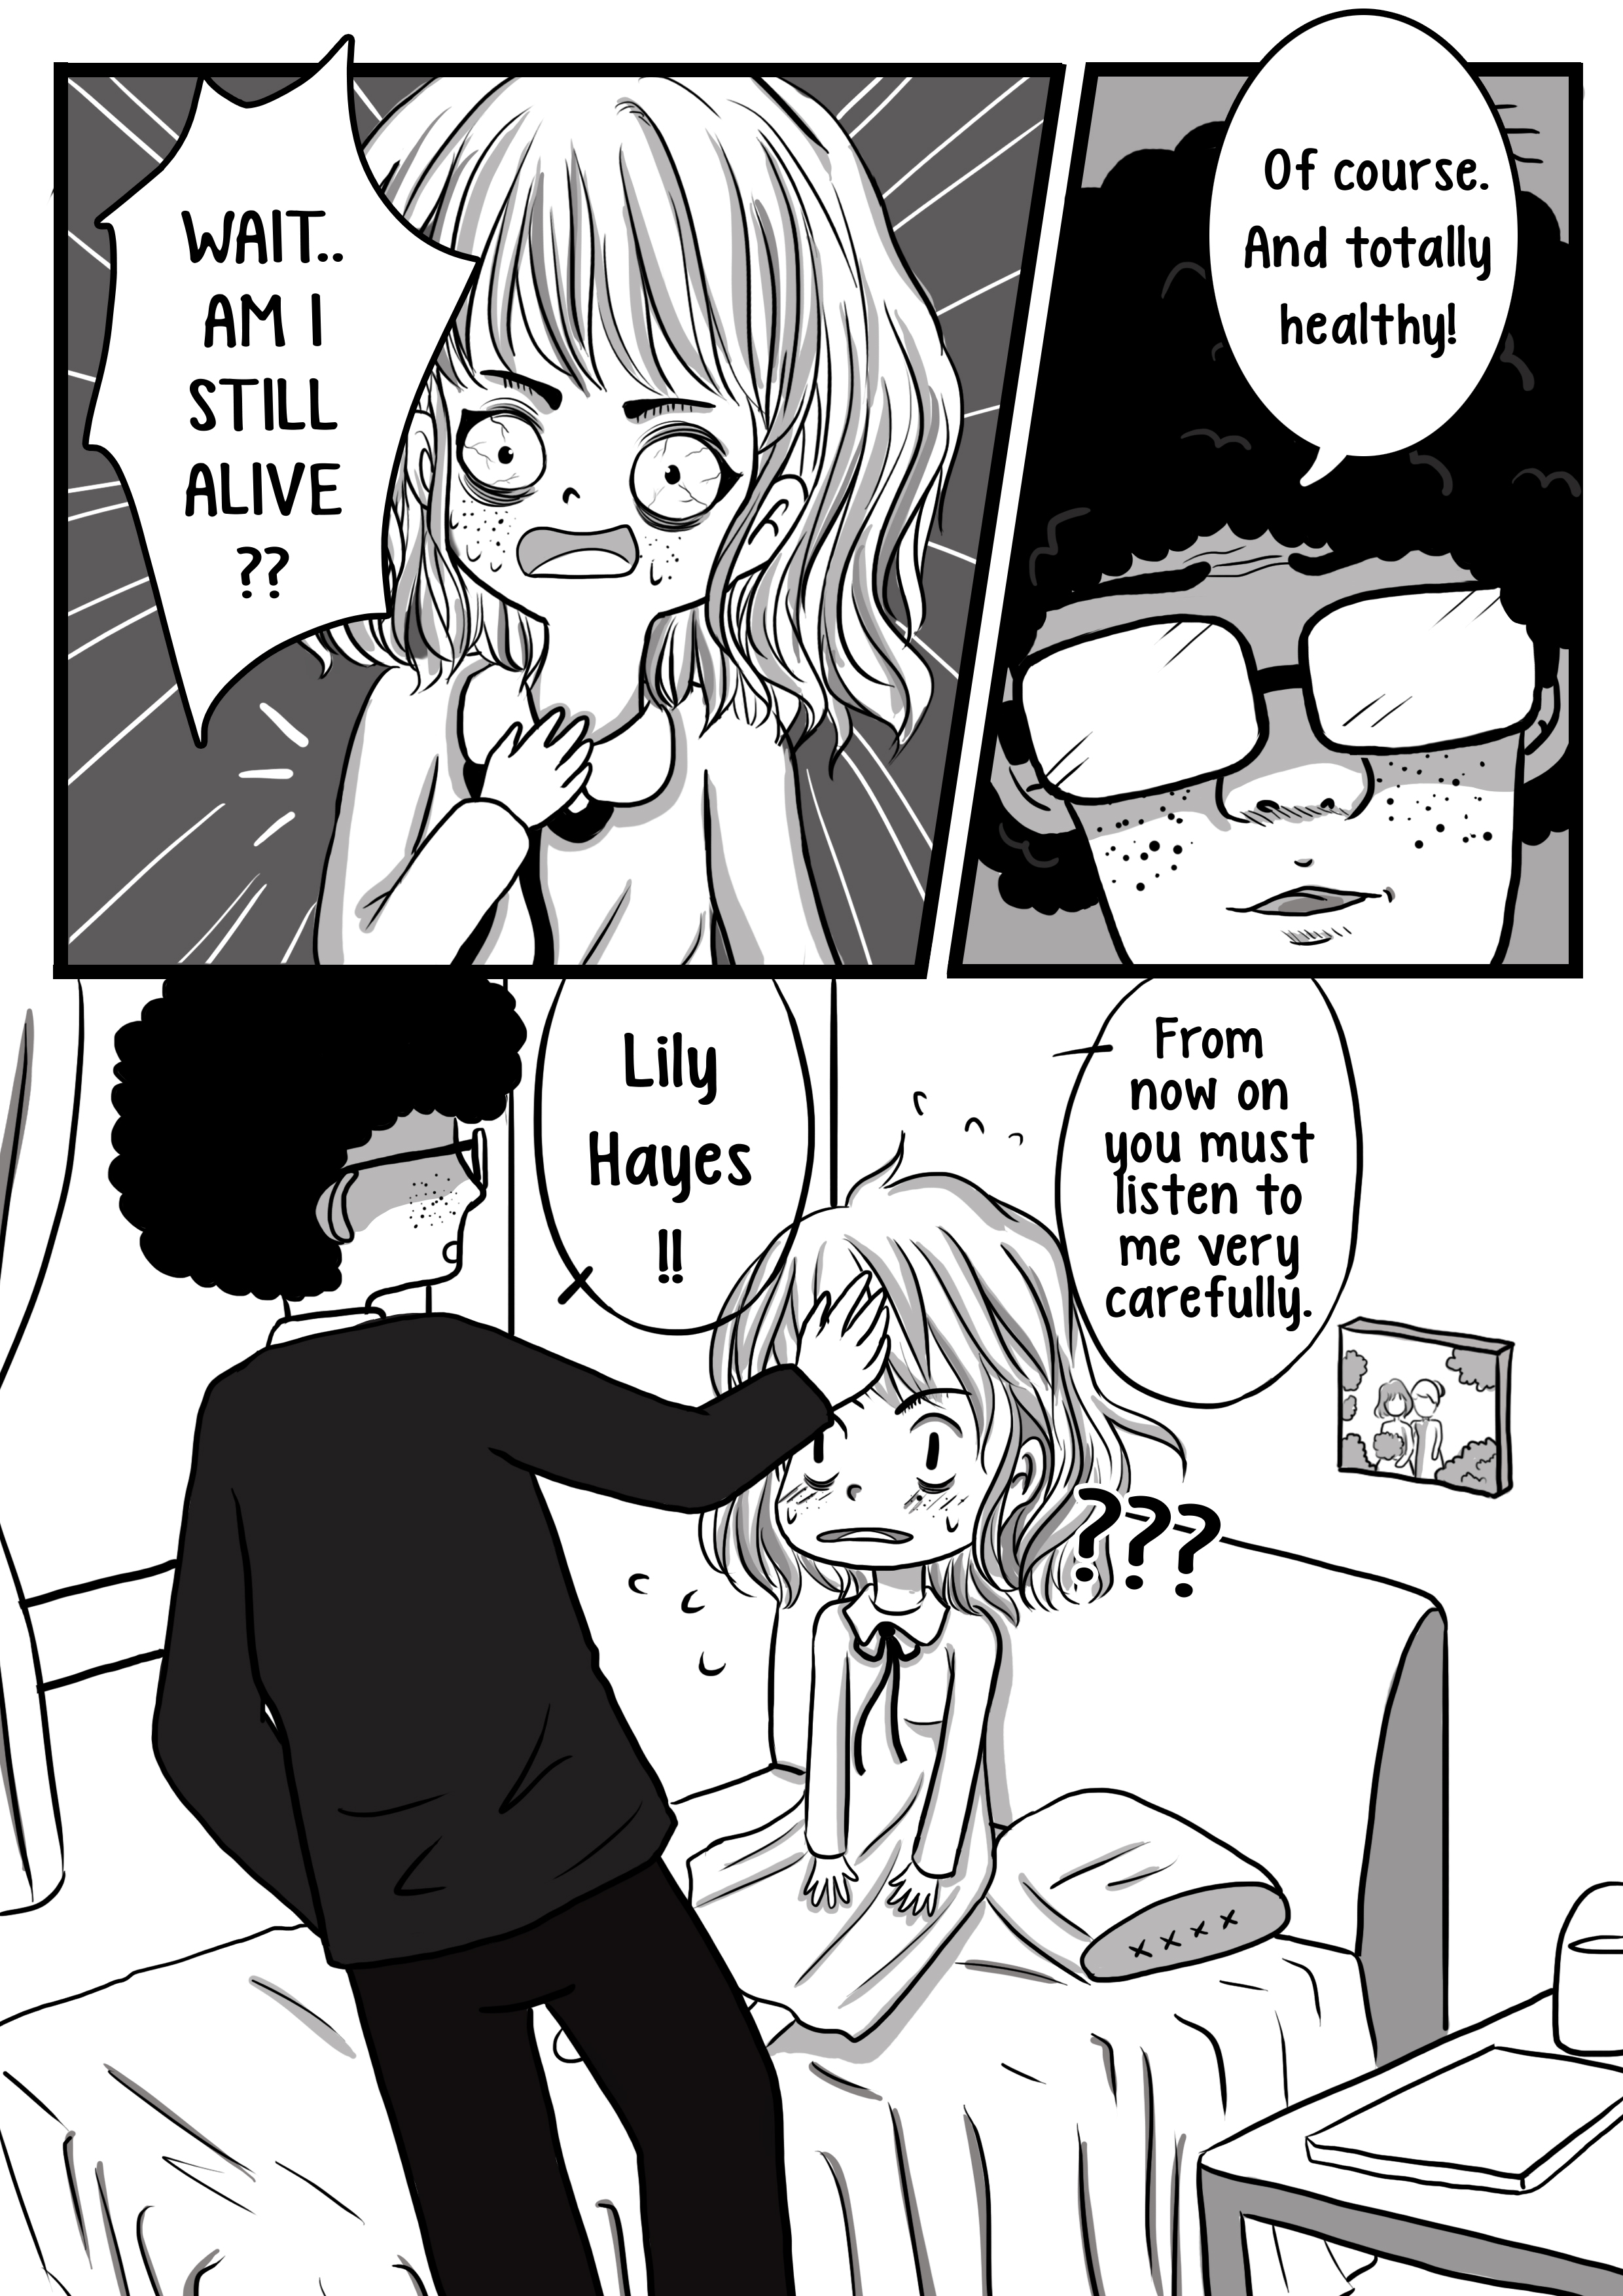 WAIT..
AM I
STILL
ALIVE
??
Of course.
And totally
healthy!
Lily
Hayes
!!
From
now on
you must
listen to
me very
carefully.
???